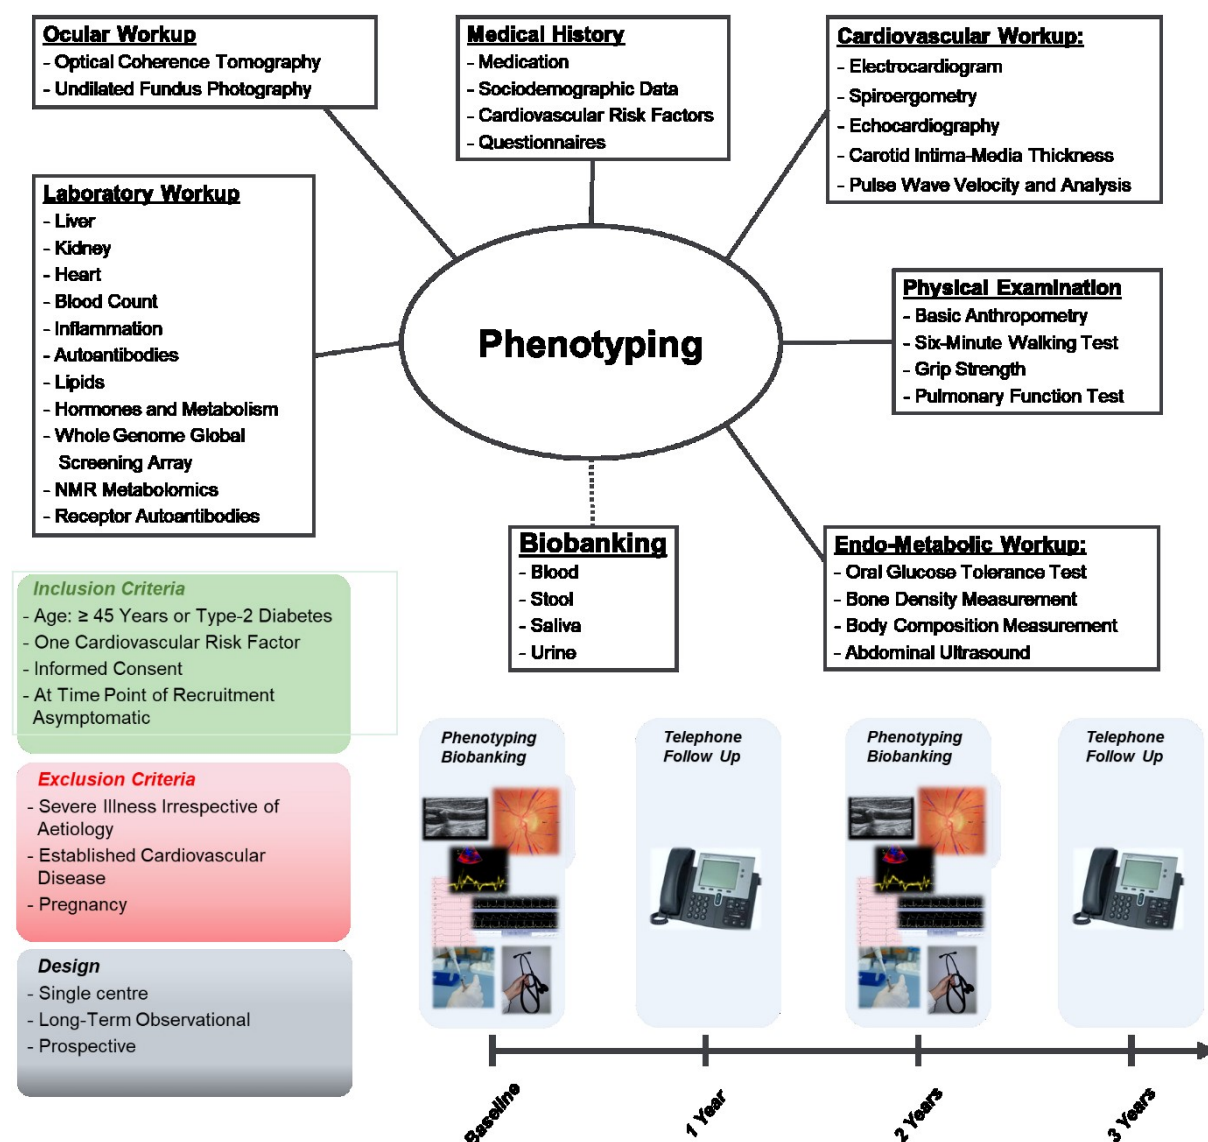 Ocular Workup
- Optical Coherence Tomography
- Undilated Fundus Photography
Medical History
- Medication
- Sociodemographic Data
- Cardiovascular Risk Factors
- Questionnaires
Cardiovascular Workup:
- Electrocardiogram
- Spiroergometry
- Echocardiography
- Carotid Intima-Media Thickness
- Pulse Wave Velocity and Analysis
Laboratory Workup
- Liver
- Kidney
- Heart
- Blood Count
- Inflammation
- Autoantibodies
- Lipids
- Hormones and Metabolism
- Whole Genome Global
Screening Array
- NMR Metabolomics
- Receptor Autoantibodies
Phenotyping
Physical Examination
- Basic Anthropometry
- Six-Minute Walking Test
- Grip Strength
- Pulmonary Function Test
Biobanking
- Blood
- Stool
- Saliva
- Urine
Endo-Metabolic Workup:
- Oral Glucose Tolerance Test
- Bone Density Measurement
- Body Composition Measurement
- Abdominal Ultrasound
Inclusion Criteria
- Age: ≥ 45 Years or Type-2 Diabetes
- One Cardiovascular Risk Factor
- Informed Consent
- At Time Point of Recruitment
Asymptomatic
Exclusion Criteria
- Severe Illness Irrespective of
Aetiology
- Established Cardiovascular
Disease
- Pregnancy
Design
- Single centre
- Long-Term Observational
- Prospective
Phenotyping
Biobanking
Telephone
Follow Up
Phenotyping
Biobanking
Telephone
Follow Up
Baseline
1 Year
2 Years
3 Years